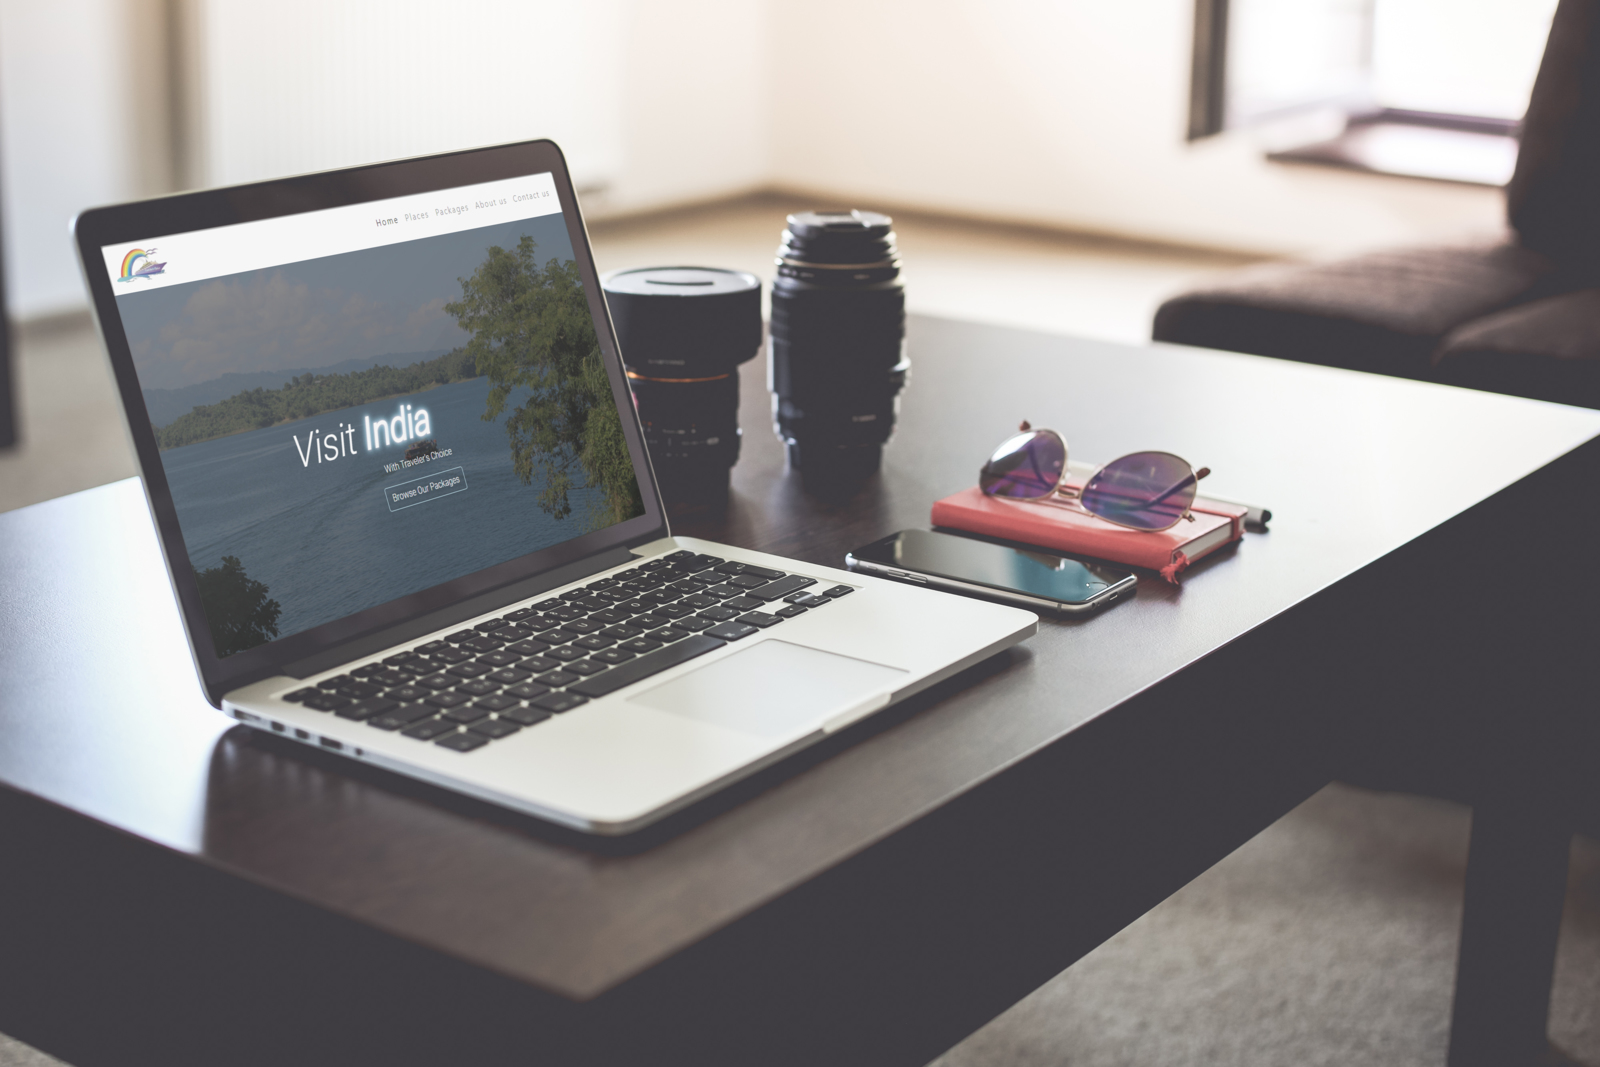 Home Places Packages About us Contact us
Visit India
With Traveler's Choice
Browse Our Packages